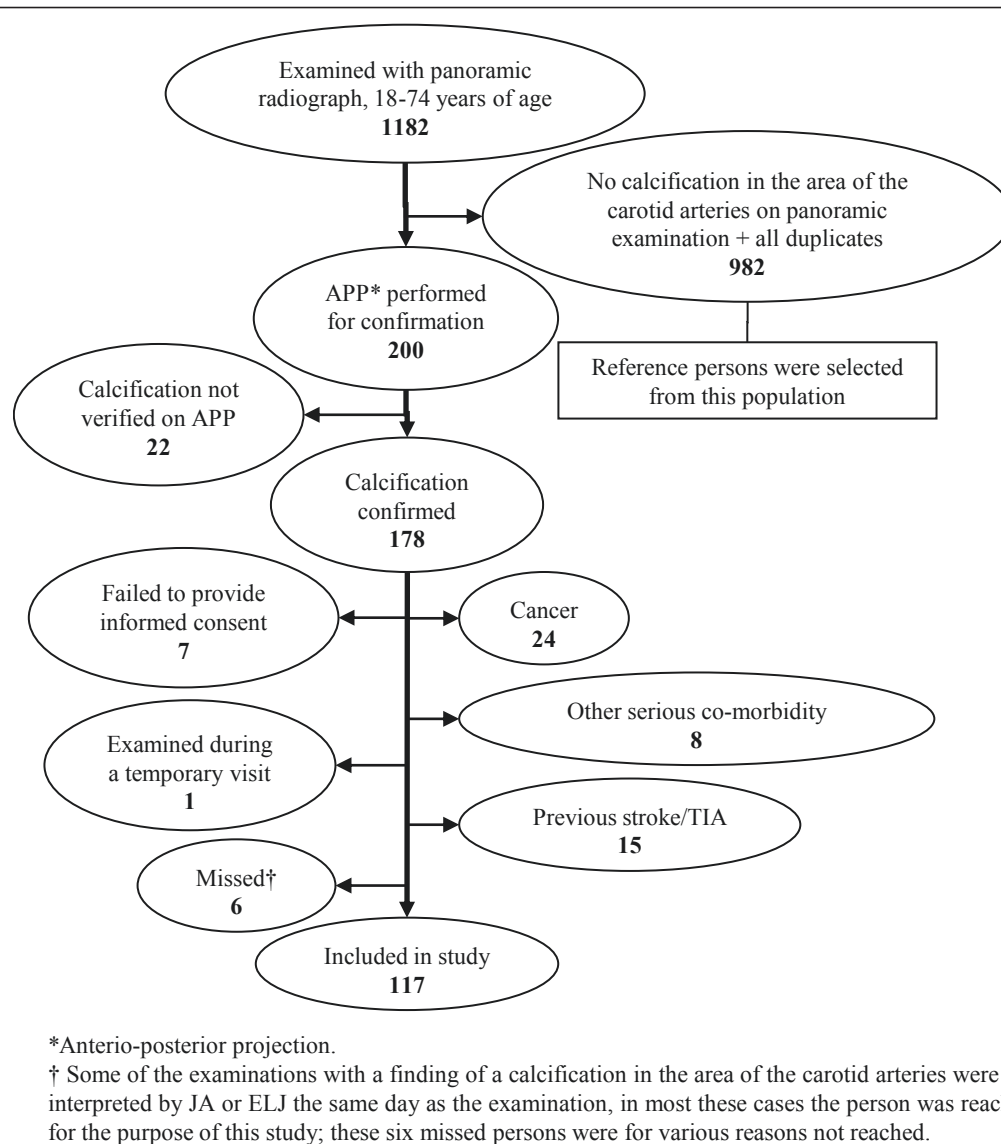 Examined with panoramic
radiograph, 18-74 years of age
1182
No calcification in the area of the
carotid arteries on panoramic
examination + all duplicates
982
APP* performed
for confirmation
200
Reference persons were selected
from this population
Calcification not
verified on APP
22
Calcification
confirmed
178
Failed to provide
informed consent
7
Cancer
24
Other serious co-morbidity
8
Examined during
a temporary visit
1
Previous stroke/TIA
15
Missed†
6
Included in study
117
*Anterio-posterior projection.
† Some of the examinations with a finding of a calcification in the area of the carotid arteries were
interpreted by JA or ELJ the same day as the examination, in most these cases the person was
for the purpose of this study; these six missed persons were for various reasons not reached.